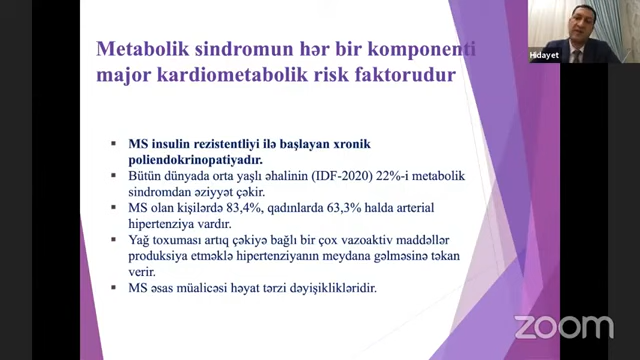 Metabolik sindromun hər bir komponenti
major kardiometabolik risk faktorudur
Hidayet
▪ MS insulin rezistentliyi ilə başlayan xronik
poliendokrinopatiyadır.
▪ Bütün dünyada orta yaşlı əhalinin (IDF-2020) 22%-i metabolik
sindromdan əziyyət çəkir.
▪ MS olan kişilərdə 83,4%, qadınlarda 63,3% halda arterial
hipertenziya vardır.
▪ Yağ toxuması artıq çəkiyə bağlı bir çox vazoaktiv maddəllər
produksiya etməklə hipertenziyanın meydana gəlməsinə təkan
verir.
▪ MS əsas müalicəsi həyat tərzi dəyişiklikləridir.
zoom